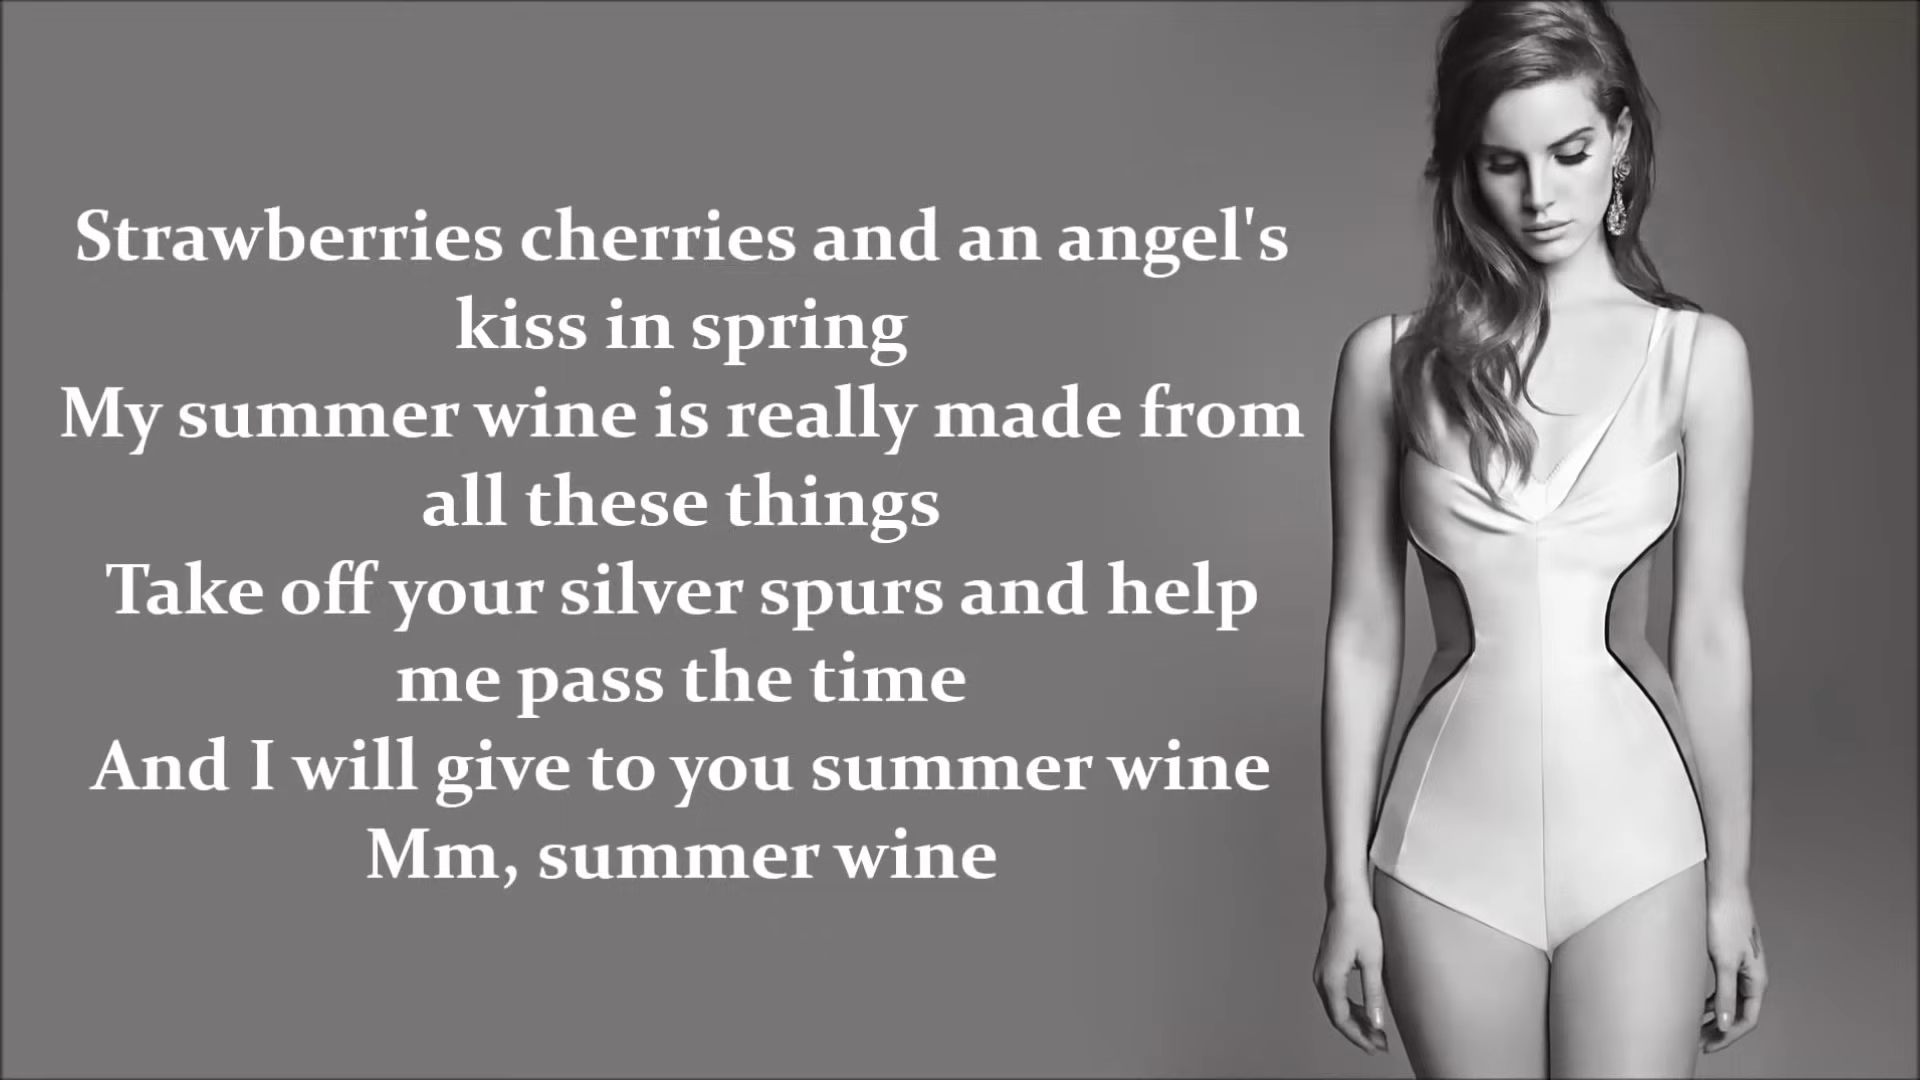 Strawberries cherries and an angel's
kiss in spring
My summer wine is really made from
all these things
Take off your silver spurs and help
me pass the time
And I will give to you summer wine
Mm, summer wine